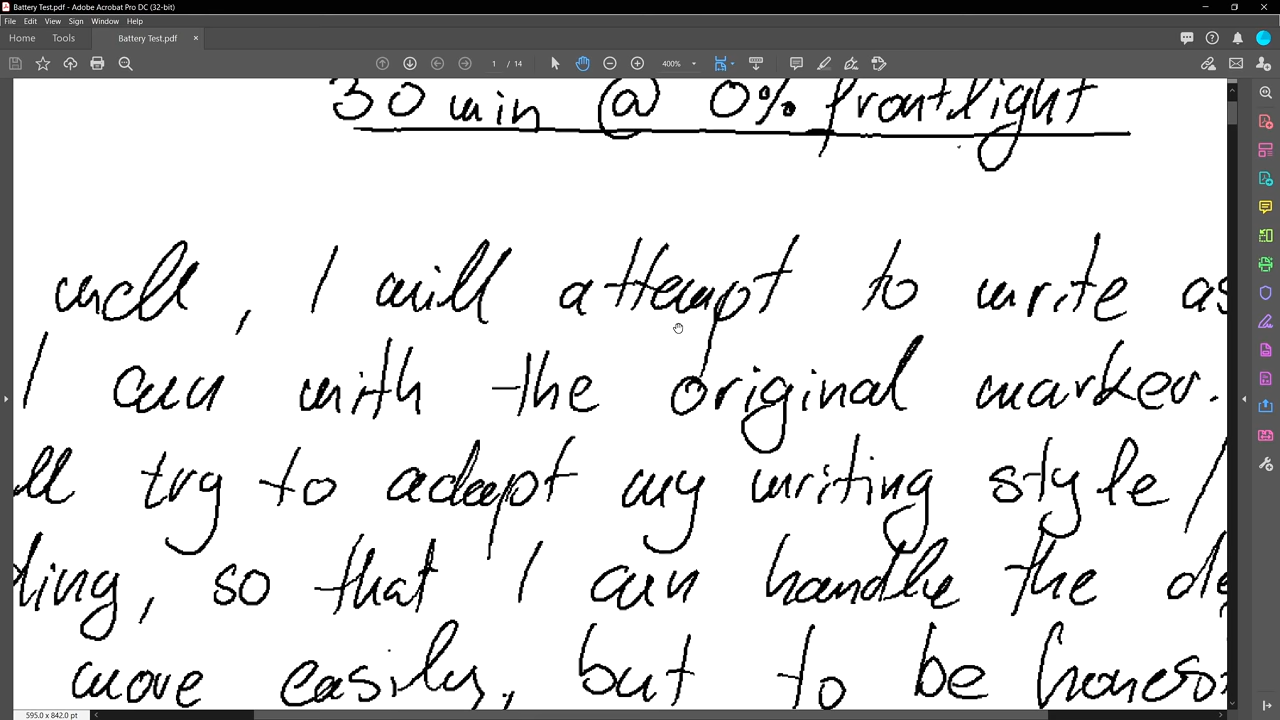 Battery Test.pdf - Adobe Acrobat Pro DC (32-bit)
File Edit View Sign Window Help
Home Tools Battery Test.pdf ×
1 / 14 400%
30 min @ 0% frontlight
well, I will attempt to write as
I can with the original marker.
ll try to adapt my writing style /
ding, so that I can handle the de
more easily, but to be hones
595.0 x 842.0 pt